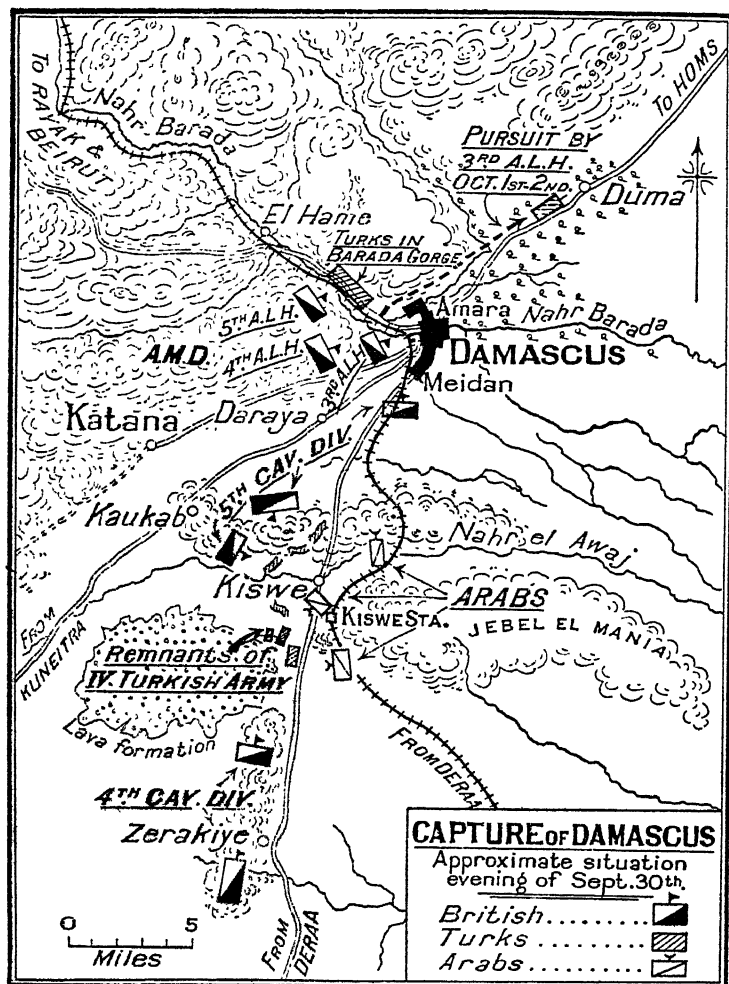 To RAYAK &
BEIRUT
Nahr Barada
To HOMS
PURSUIT BY
3RD A.L.H.
OCT. 1ST-2ND.
Duma
El Hame
TURKS IN
BARADA GORGE
5TH A.L.H.
A.M.D.
4TH A.L.H.
3RD A.L.H.
Amara
Nahr Barada
DAMASCUS
Meidan
Katana
Daraya
5TH CAV. DIV.
Kaukab
Nahr el Awaj
Kiswe
ARABS
KISWE STA.
JEBEL EL MANIA
FROM
KUNEITRA
Remnants of
IV. TURKISH ARMY
Lava formation
FROM DERAA
4TH CAV. DIV.
Zerakiye
FROM
DERAA
0 5
Miles
CAPTURE OF DAMASCUS
Approximate situation
evening of Sept. 30th.
British..........
Turks..........
Arabs..........